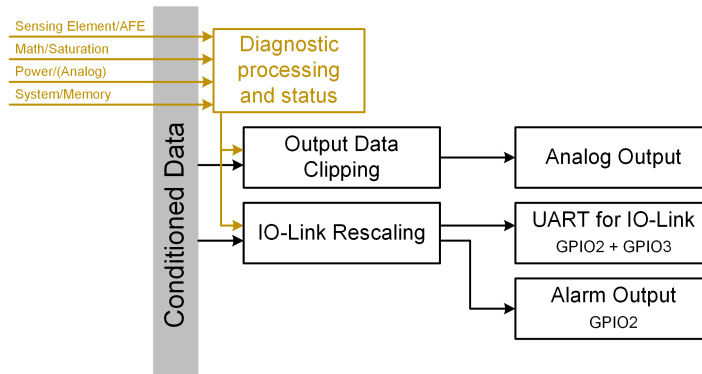 Sensing Element/AFE
Math/Saturation
Power/(Analog)
System/Memory
Diagnostic
processing
and status
Conditioned Data
Output Data
Clipping
Analog Output
IO-Link Rescaling
UART for IO-Link
GPIO2 + GPIO3
Alarm Output
GPIO2